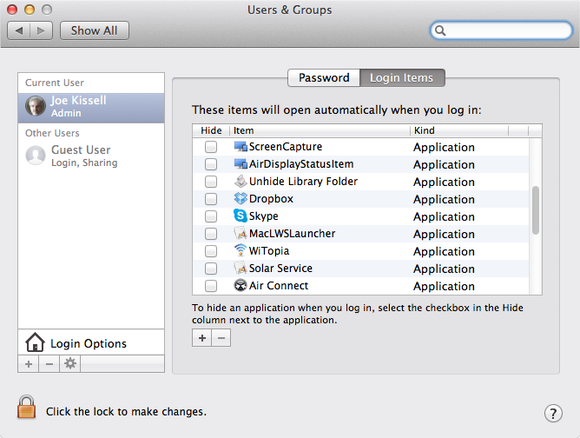 Users & Groups
Show All
Password Login Items
Current User
Joe Kissell
Admin
Other Users
Guest User
Login, Sharing
Login Options
These items will open automatically when you log in:
Hide Item Kind
ScreenCapture Application
AirDisplayStatusItem Application
Unhide Library Folder Application
Dropbox Application
Skype Application
MacLWSLauncher Application
WiTopia Application
Solar Service Application
Air Connect Application
To hide an application when you log in, select the checkbox in the Hide
column next to the application.
+ −
+ −
Click the lock to make changes.
?